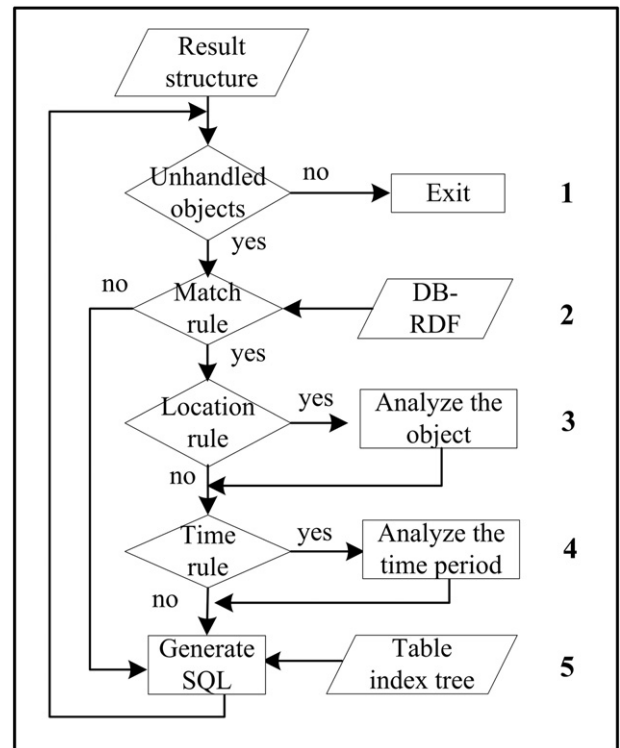 Result
structure
Unhandled
objects
no
Exit
1
yes
no
Match
rule
DB-
RDF
2
yes
Location
rule
yes
Analyze the
object
3
no
Time
rule
yes
Analyze the
time period
4
no
Generate
SQL
Table
index tree
5